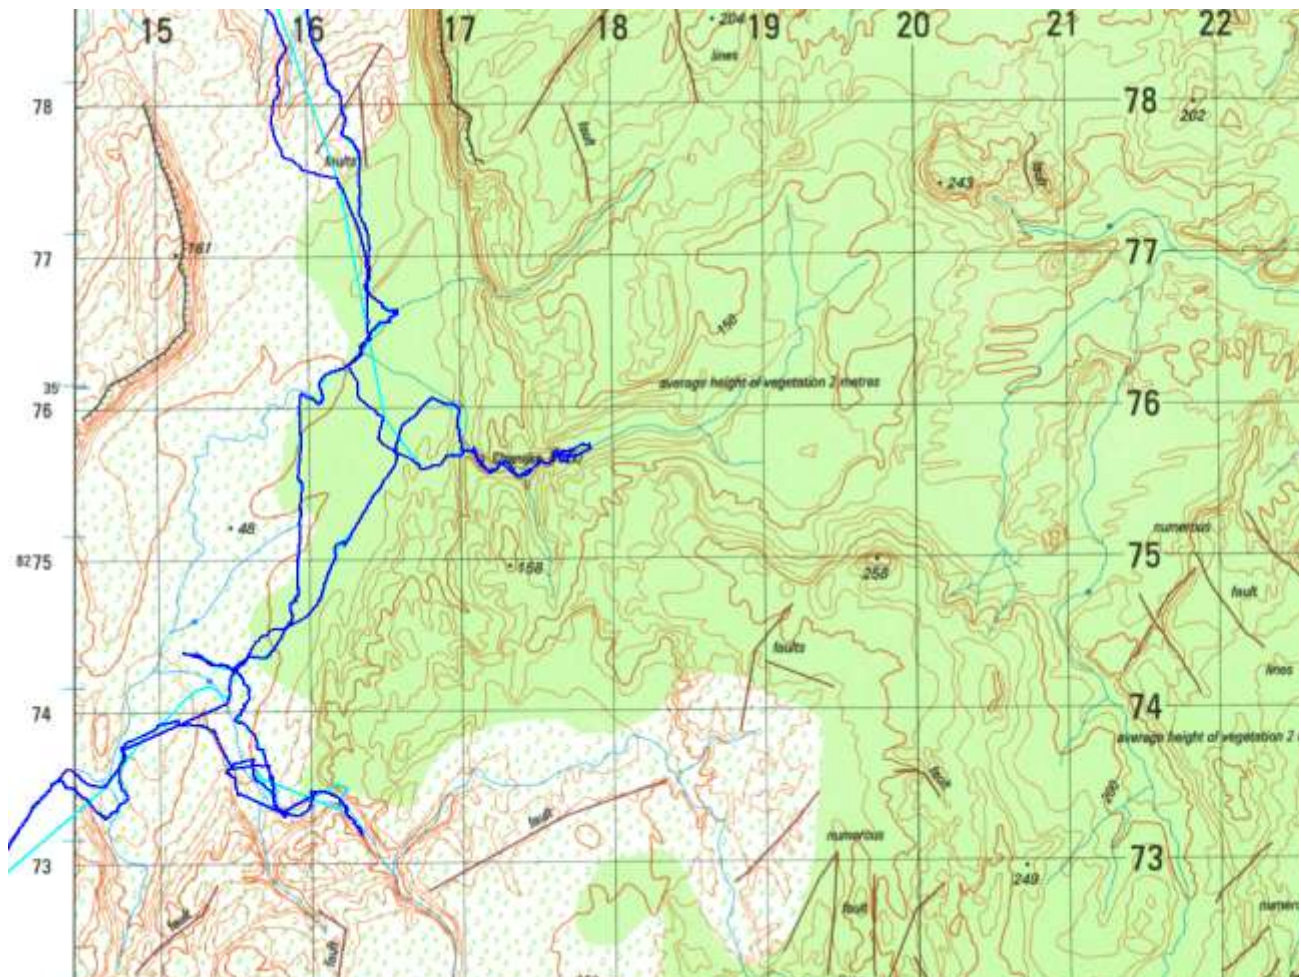 15 16 17 18 19 20 21 22
204
lines
78 78
202
fault
faults
fault
243
161
77 77
150
35'
average height of vegetation 2 metres
76 76
48
numerous
8275 75
158
258
fault
faults
lines
74 74
average height of vegetation 2
fault
200
fault
numerous
73 73
249
fault
fault
fault